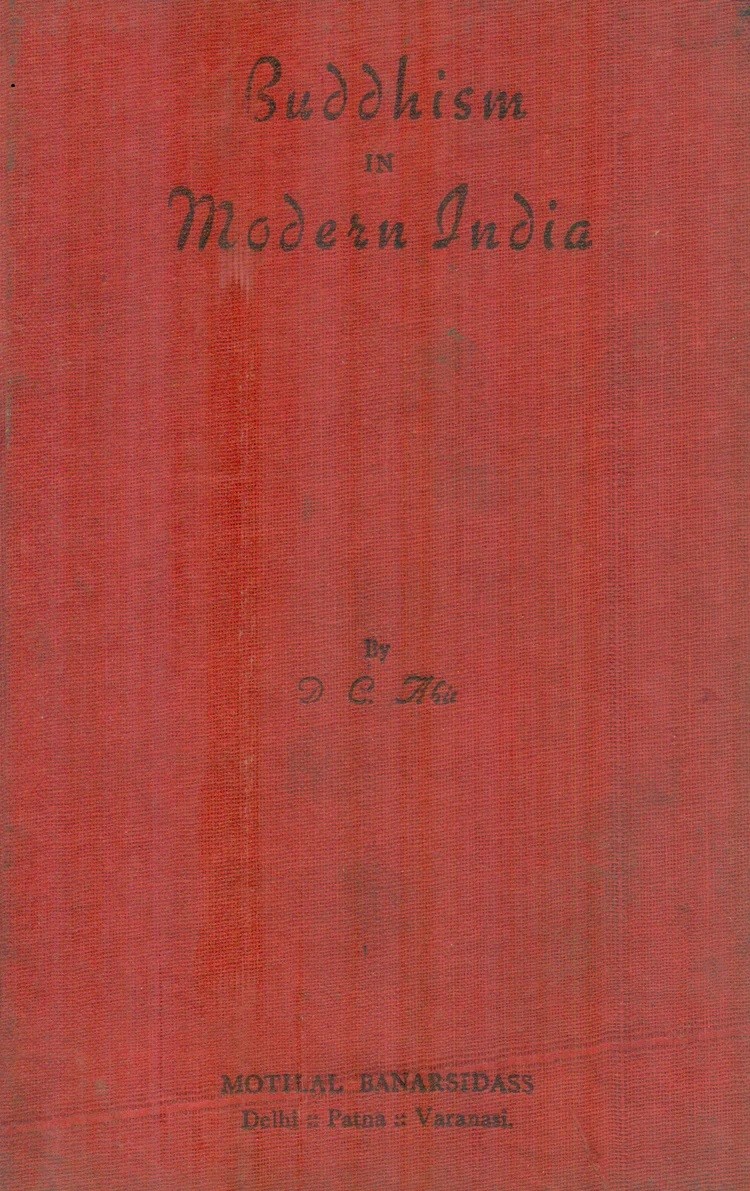 Buddhism
IN
Modern India
By
D. C. Ahir
MOTILAL BANARSIDASS
Delhi :: Patna :: Varanasi.